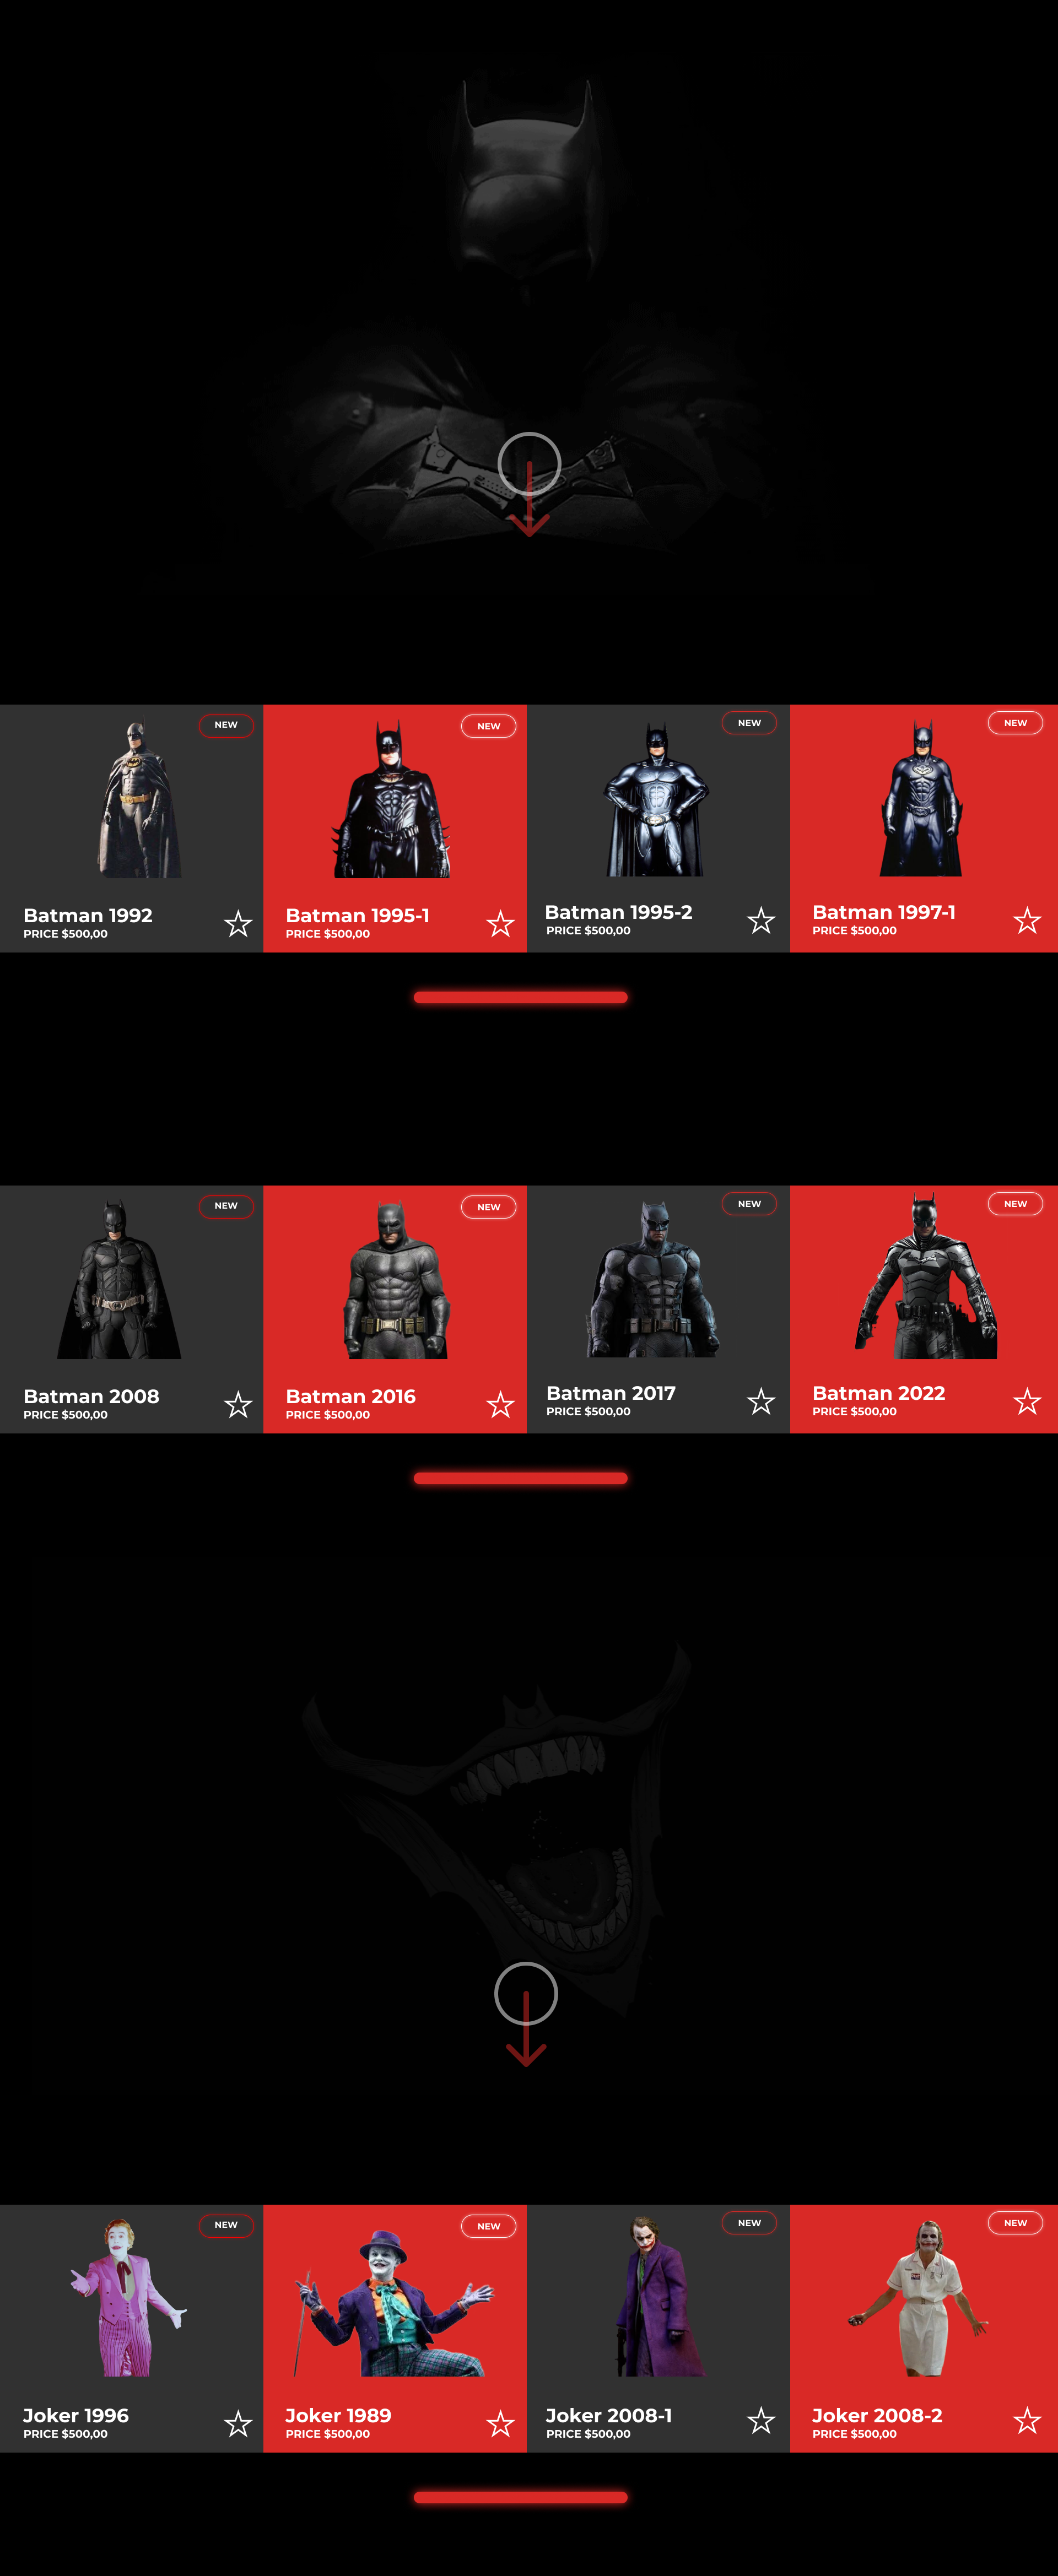 NEW
NEW
NEW
NEW
Batman 1992
PRICE $500,00
Batman 1995-1
PRICE $500,00
Batman 1995-2
PRICE $500,00
Batman 1997-1
PRICE $500,00
NEW
NEW
NEW
NEW
Batman 2008
PRICE $500,00
Batman 2016
PRICE $500,00
Batman 2017
PRICE $500,00
Batman 2022
PRICE $500,00
NEW
NEW
NEW
NEW
Joker 1996
PRICE $500,00
Joker 1989
PRICE $500,00
Joker 2008-1
PRICE $500,00
Joker 2008-2
PRICE $500,00